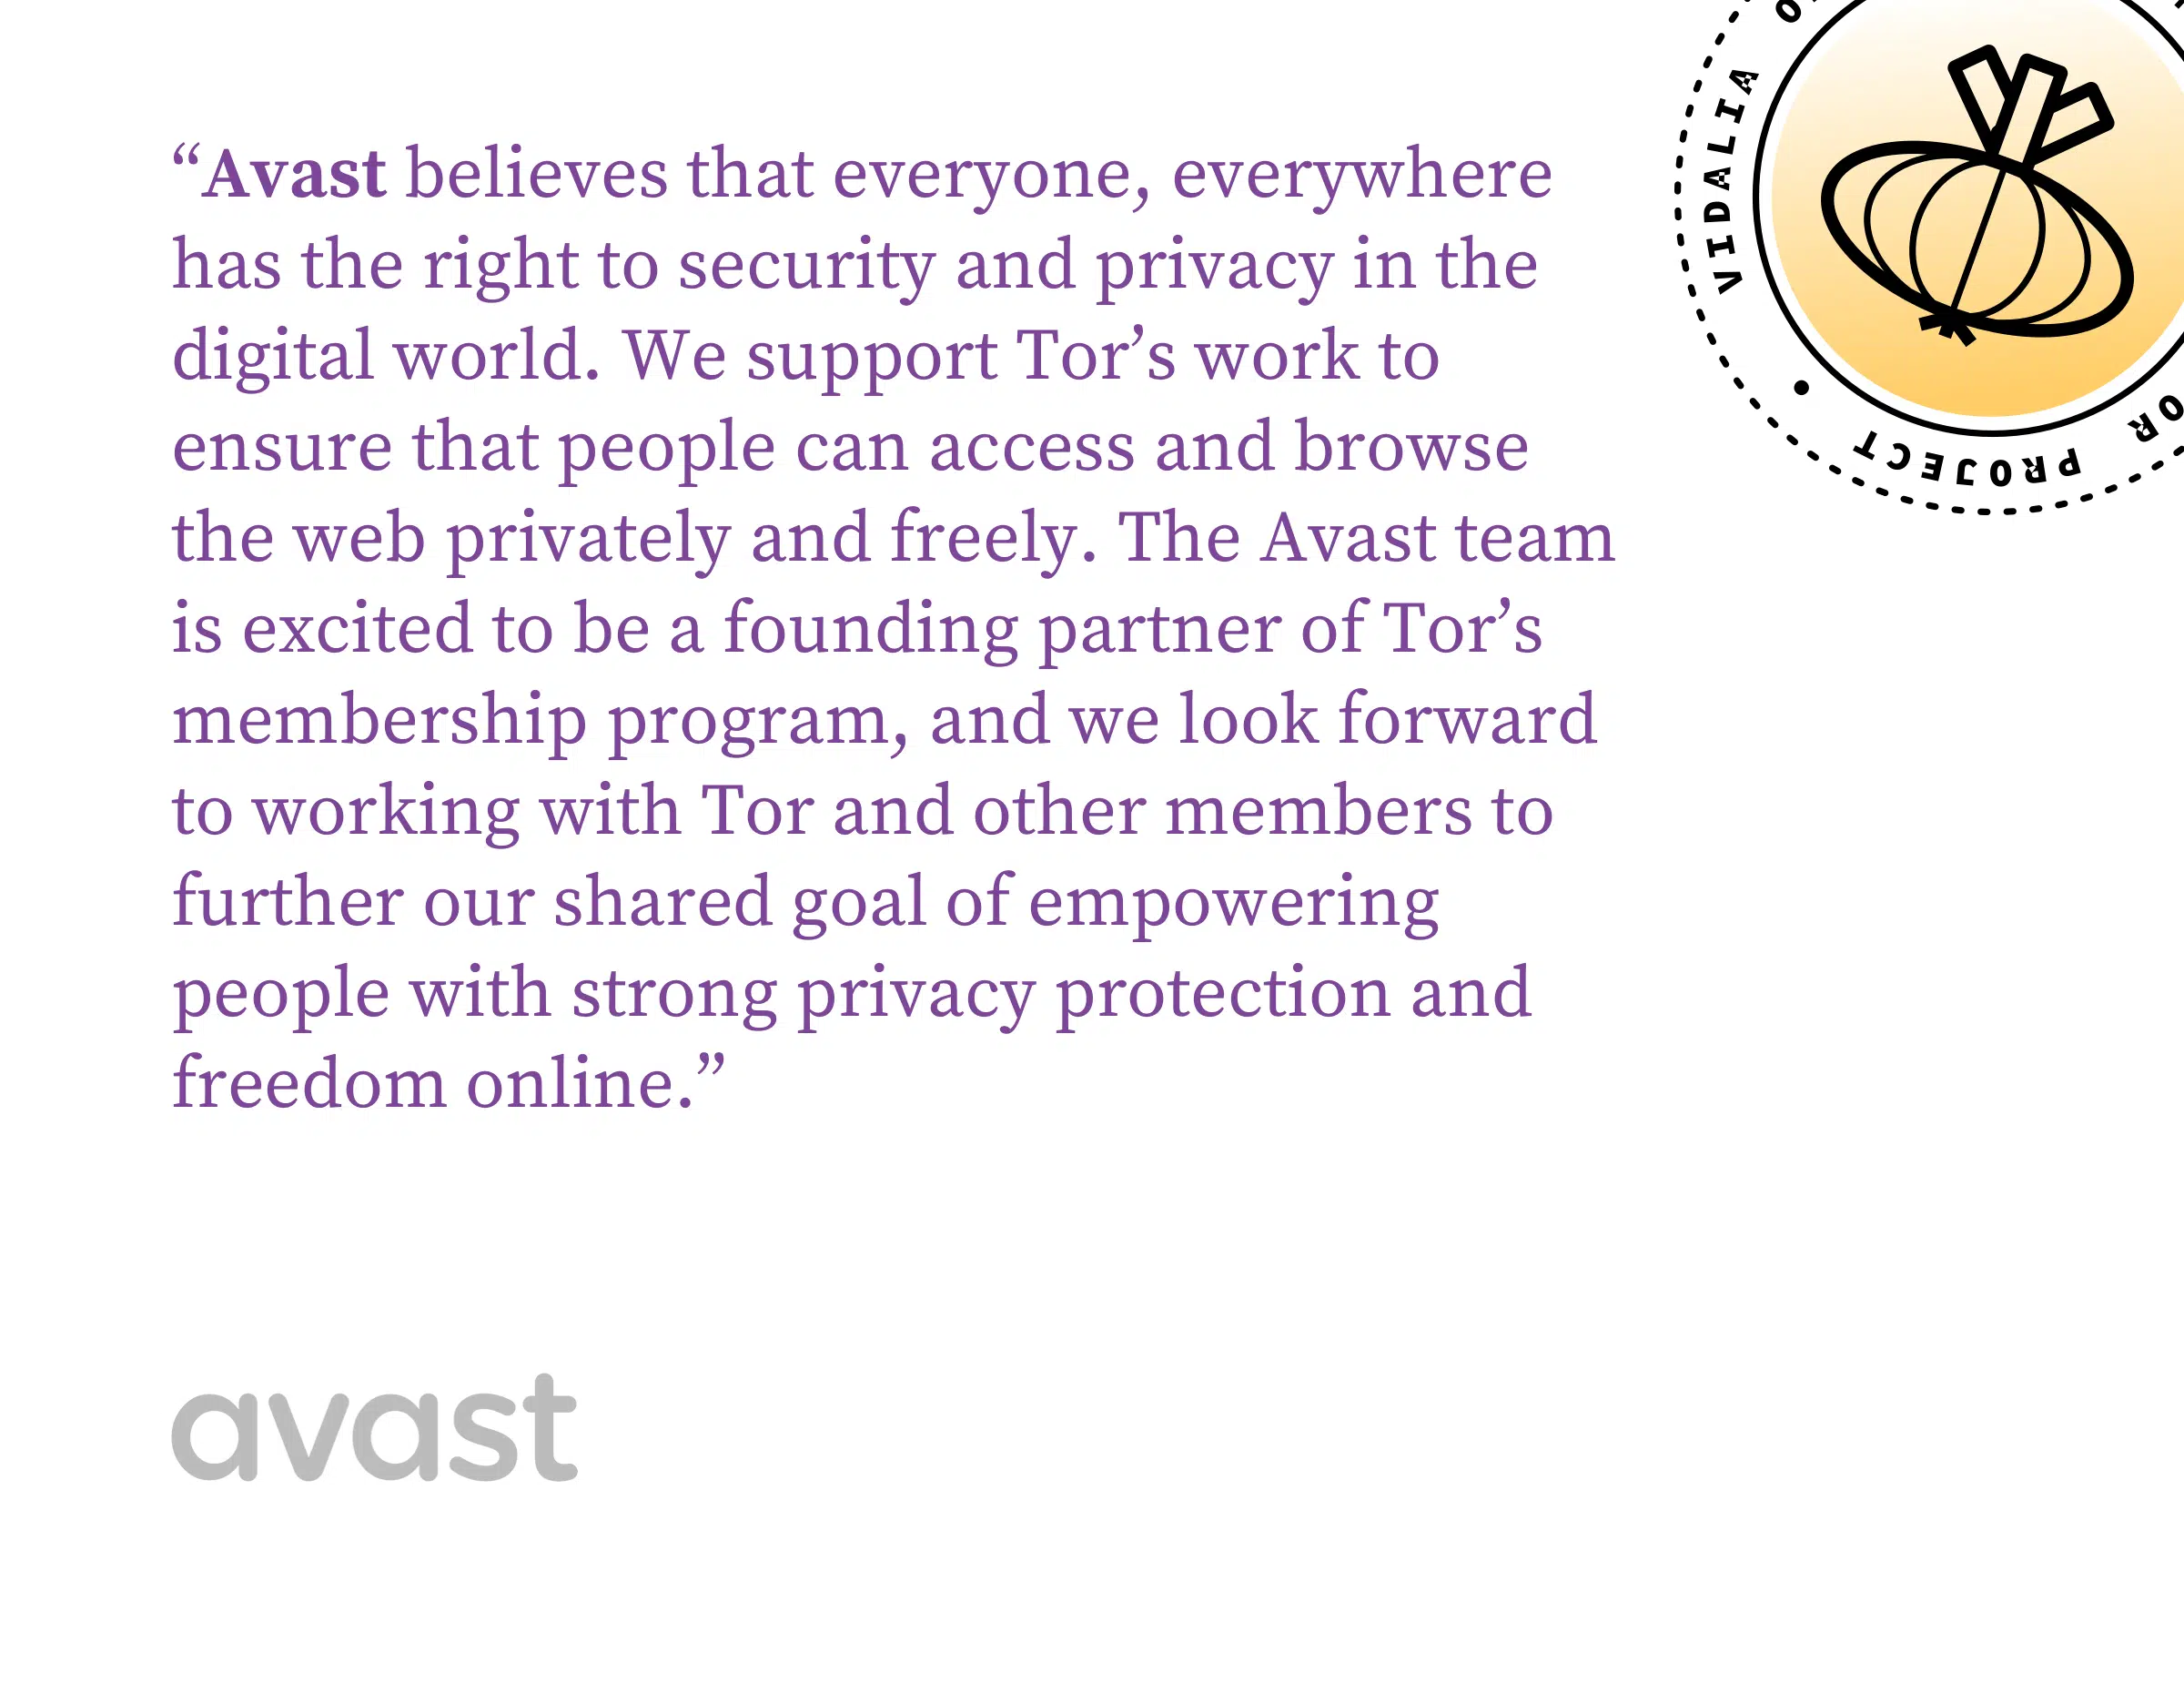 “Avast believes that everyone, everywhere
has the right to security and privacy in the
digital world. We support Tor’s work to
ensure that people can access and browse
the web privately and freely. The Avast team
is excited to be a founding partner of Tor’s
membership program, and we look forward
to working with Tor and other members to
further our shared goal of empowering
people with strong privacy protection and
freedom online.”
VIDALIA
PROJECT
avast